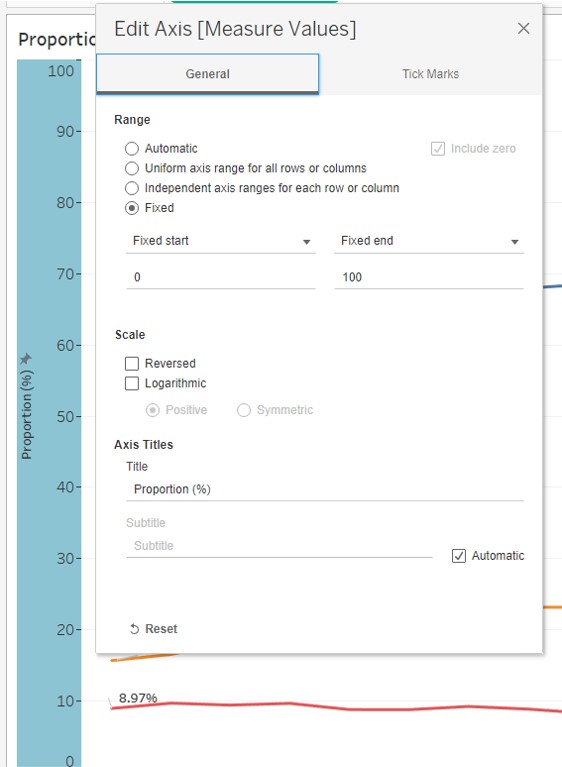 Proportio
Edit Axis [Measure Values]
General
Tick Marks
Range
Automatic
Include zero
Uniform axis range for all rows or columns
Independent axis ranges for each row or column
Fixed
Fixed start
Fixed end
0
100
Scale
Reversed
Logarithmic
Positive
Symmetric
Axis Titles
Title
Proportion (%)
Subtitle
Subtitle
Automatic
Reset
Proportion (%)
100
90
80
70
60
50
40
30
20
10
0
8.97%